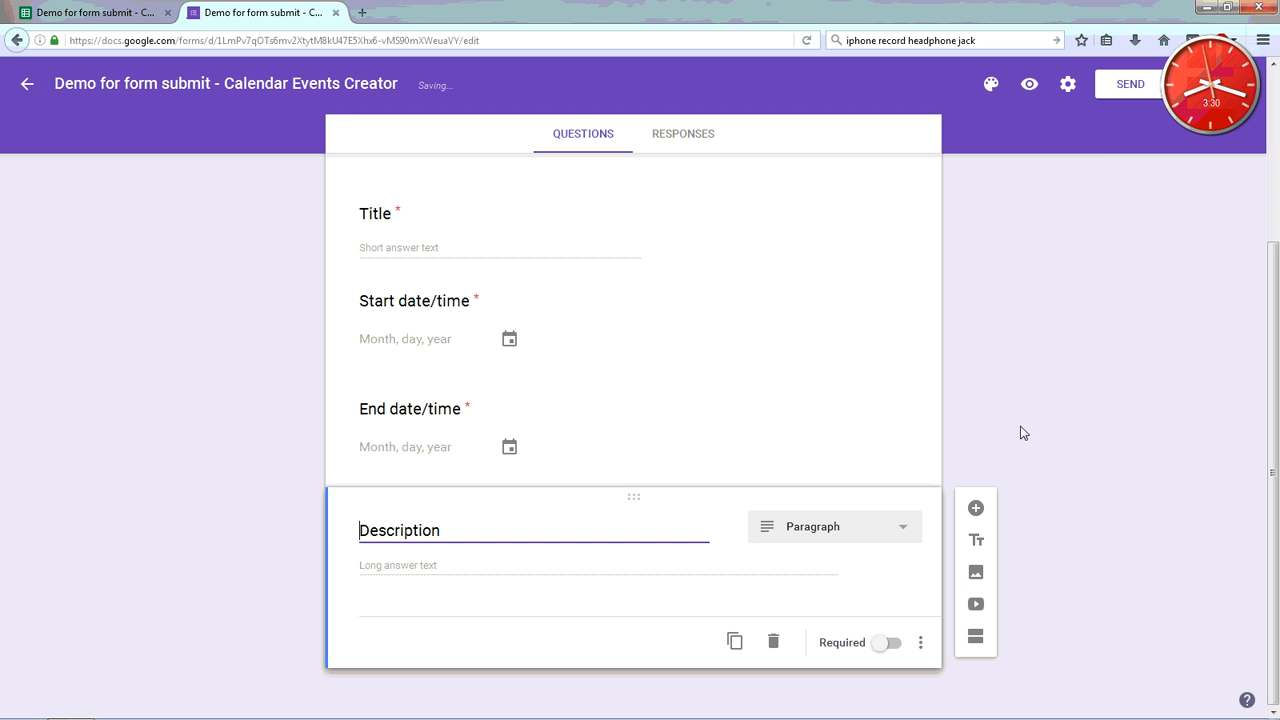 Demo for form submit - C...
Demo for form submit - C...
https://docs.google.com/forms/d/1LmPv7qOTs6mv2XtytM8kU47E5Xhx6-vMS90mXWeuaVY/edit
iphone record headphone jack
Demo for form submit - Calendar Events Creator
Saving...
SEND
3:30
QUESTIONS
RESPONSES
Title *
Short answer text
Start date/time *
Month, day, year
End date/time *
Month, day, year
Description
Paragraph
Long answer text
Required